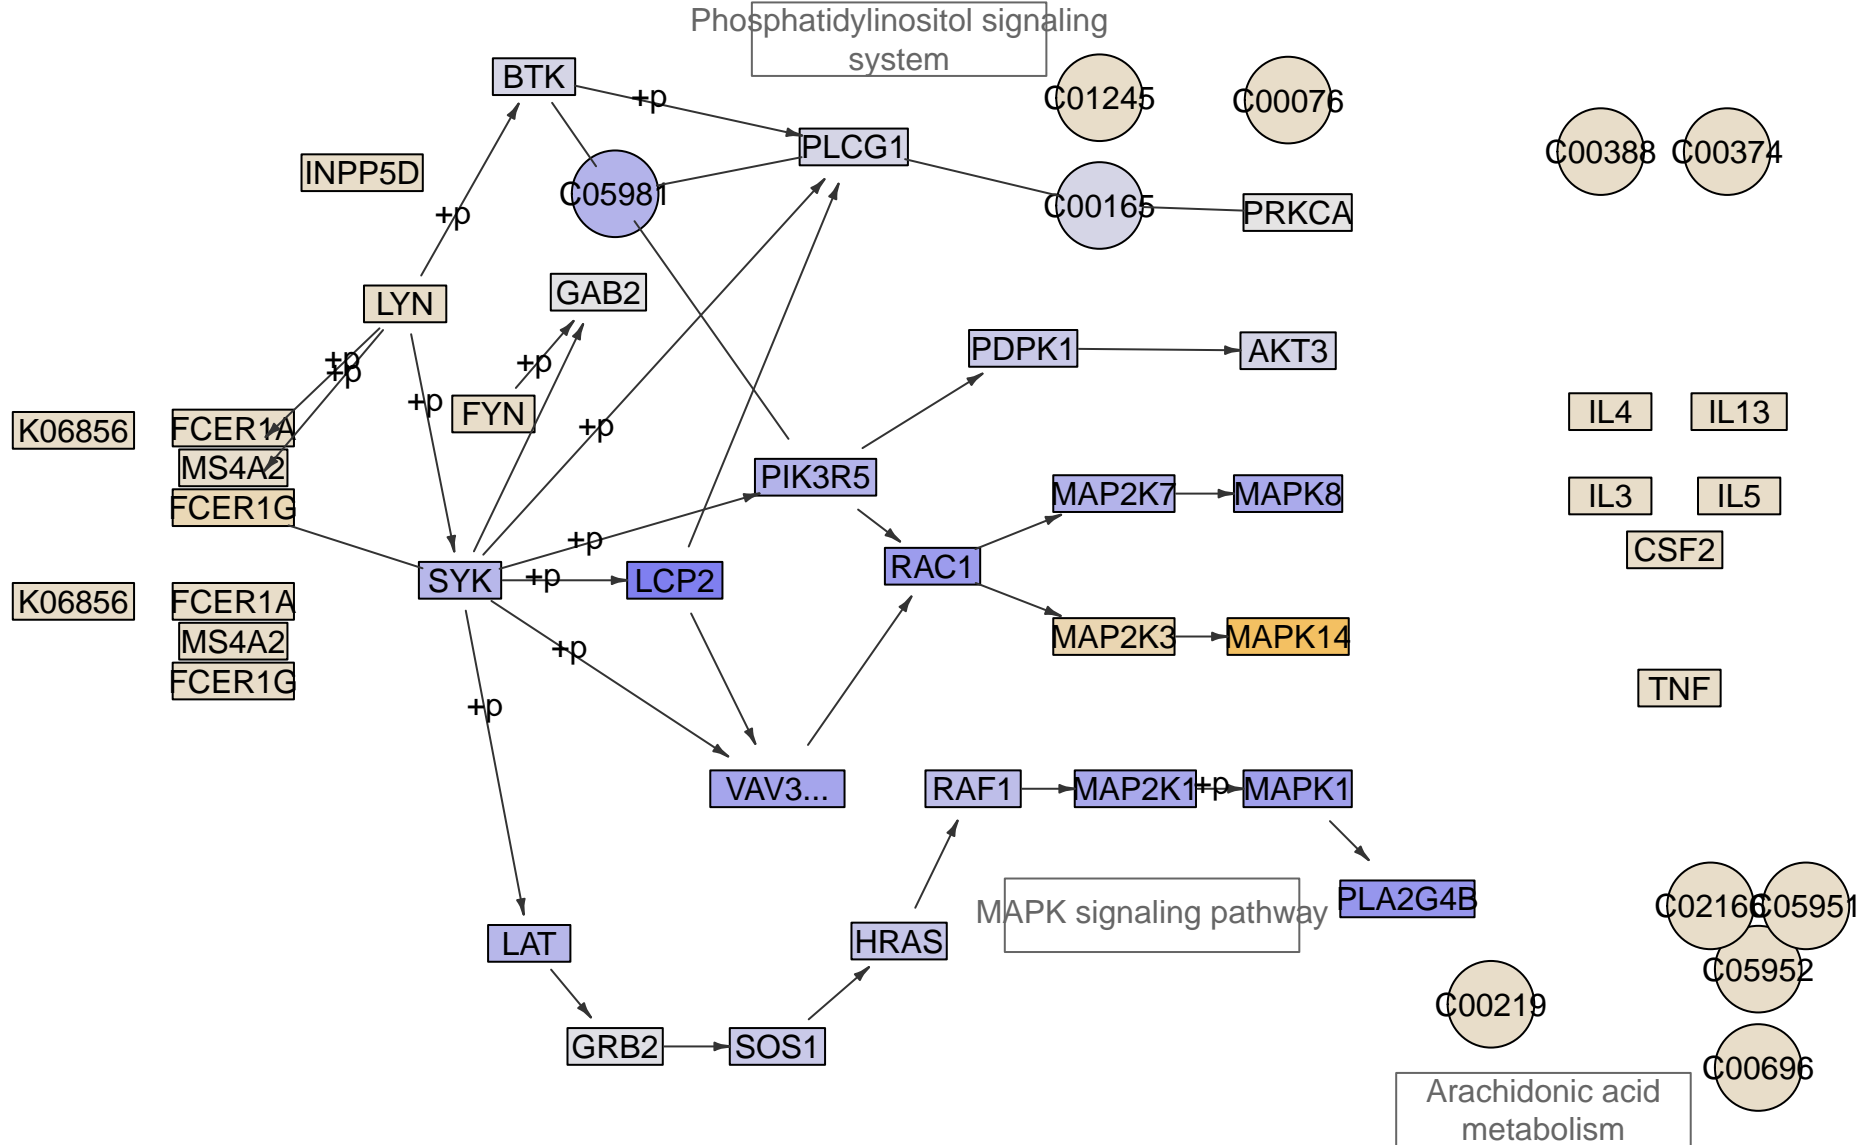 Phosphatidylinositol signaling
system
BTK
+p
C01245
C00076
PLCG1
C00388
C00374
INPP5D
C05981
+p
C00165
PRKCA
LYN
GAB2
+p
+p
+p
PDPK1
AKT3
+p
FYN
+p
K06856
FCER1A
MS4A2
FCER1G
IL4
IL13
PIK3R5
MAP2K7
MAPK8
IL3
IL5
+p
CSF2
SYK
+p
LCP2
RAC1
K06856
FCER1A
MS4A2
FCER1G
+p
MAP2K3
MAPK14
TNF
+p
VAV3...
RAF1
MAP2K1
+p
MAPK1
PLA2G4B
MAPK signaling pathway
C02166
C05951
C05952
LAT
HRAS
C00219
GRB2
SOS1
C00696
Arachidonic acid
metabolism